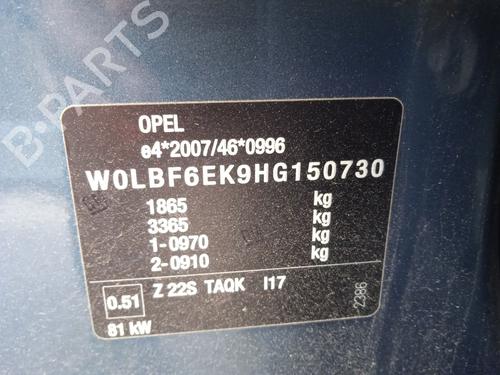 B-PARTS
OPEL
e4*2007/46*0996
W0LBF6EK9HG150730
1865 kg
3365 kg
1-0970 kg
2-0910 kg
0.51 Z 22S TAQK I17
81 kW
2386